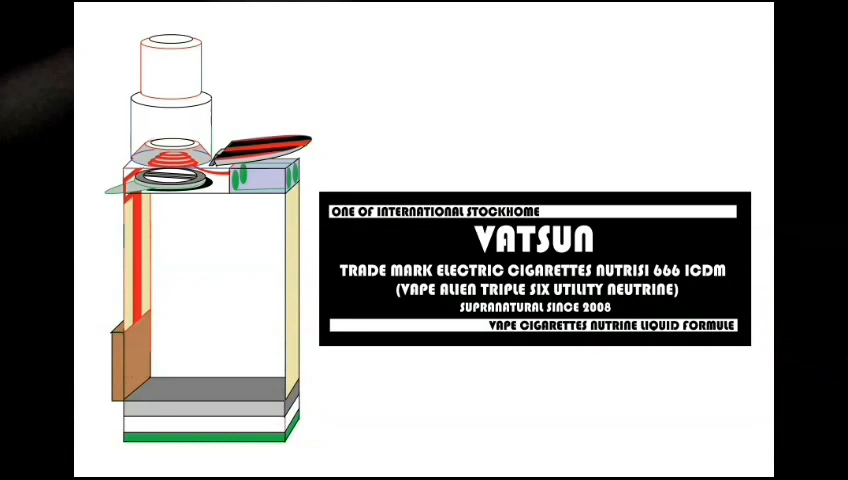 ONE OF INTERNATIONAL STOCKHOME
VATSUN
TRADE MARK ELECTRIC CIGARETTES NUTRISI 666 ICDM
(VAPE ALIEN TRIPLE SIX UTILITY NEUTRINE)
SUPRANATURAL SINCE 2008
VAPE CIGARETTES NUTRINE LIQUID FORMULE